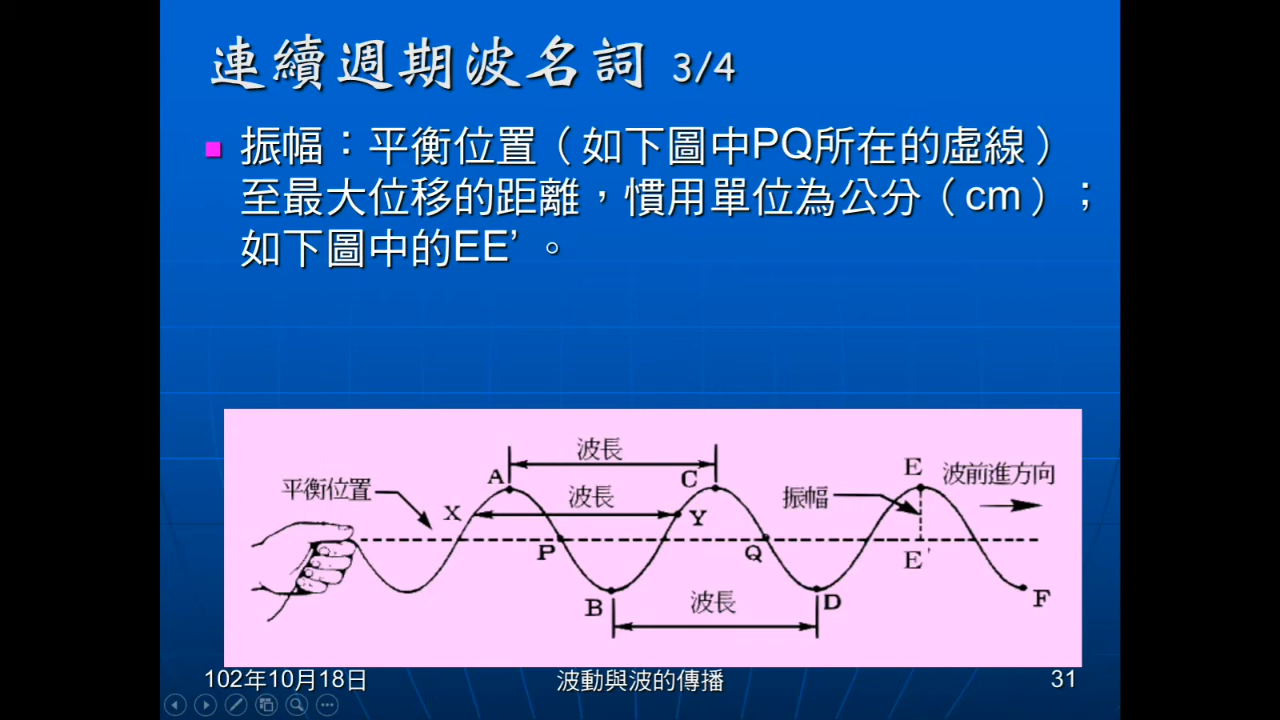 連續週期波名詞 3/4
振幅：平衡位置（如下圖中PQ所在的虛線）
至最大位移的距離，慣用單位為公分（cm）；
如下圖中的EE’。
波長
A
C
E
波前進方向
平衡位置
波長
振幅
X
Y
P
Q
E'
B
波長
D
F
102年10月18日
波動與波的傳播
31